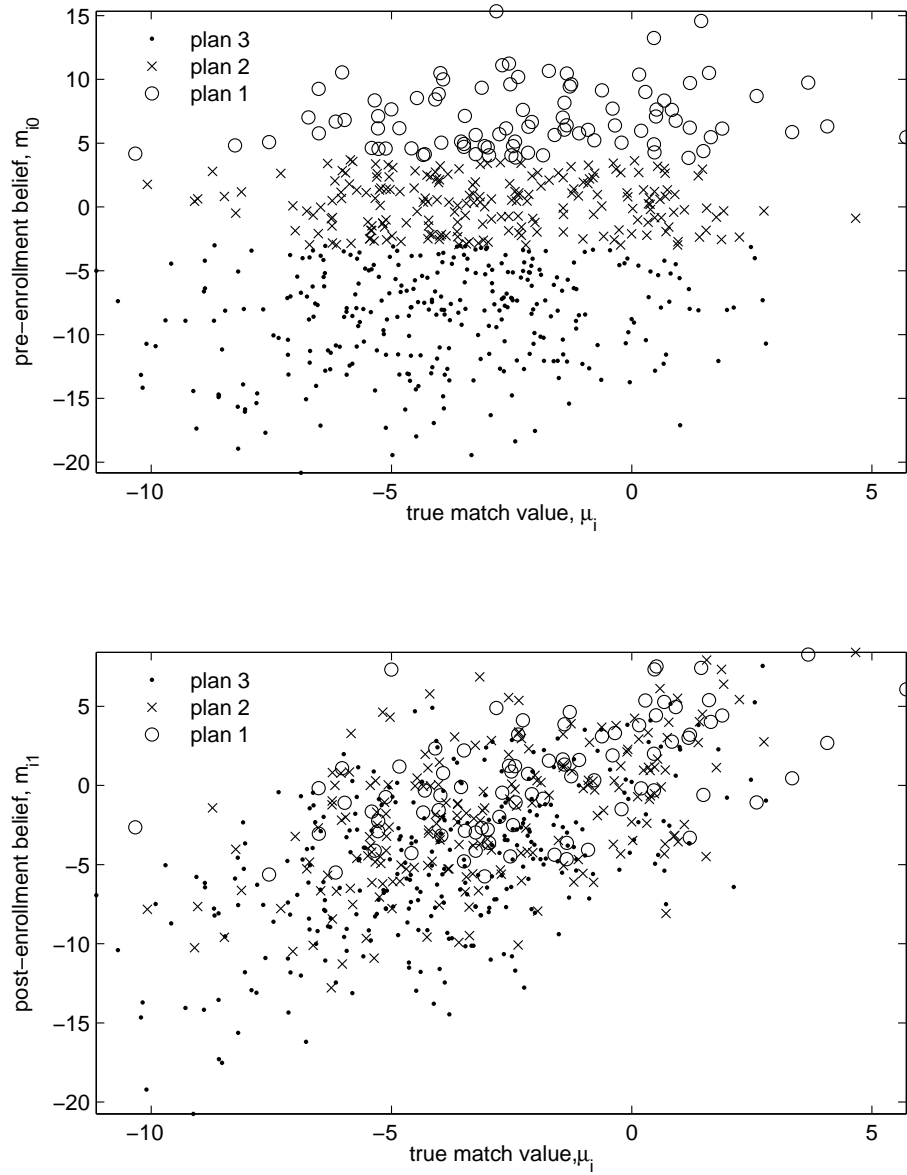 15
10
5
0
−5
−10
−15
−20
pre−enrollment belief, m_i0
plan 3
plan 2
plan 1
−10
−5
0
5
true match value, μ_i
5
0
−5
−10
−15
−20
post−enrollment belief, m_i1
plan 3
plan 2
plan 1
−10
−5
0
5
true match value,μ_i